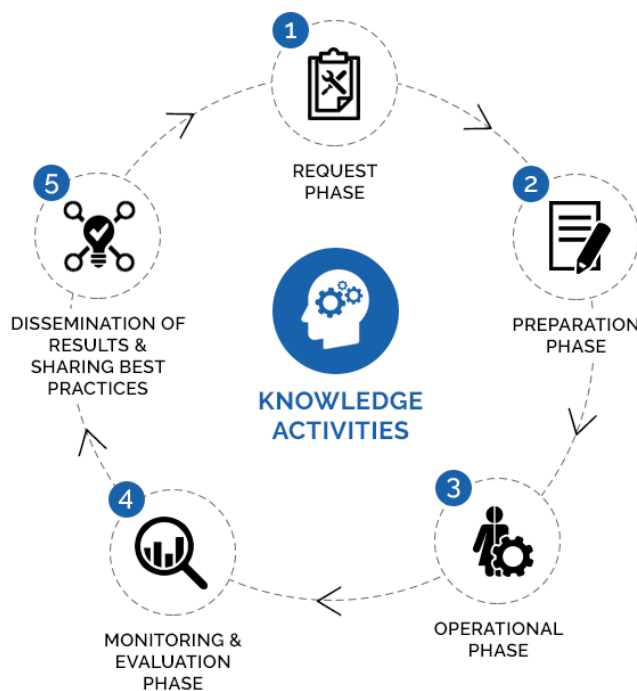 1
REQUEST
PHASE
2
PREPARATION
PHASE
3
OPERATIONAL
PHASE
4
MONITORING &
EVALUATION
PHASE
5
DISSEMINATION OF
RESULTS &
SHARING BEST
PRACTICES
KNOWLEDGE
ACTIVITIES